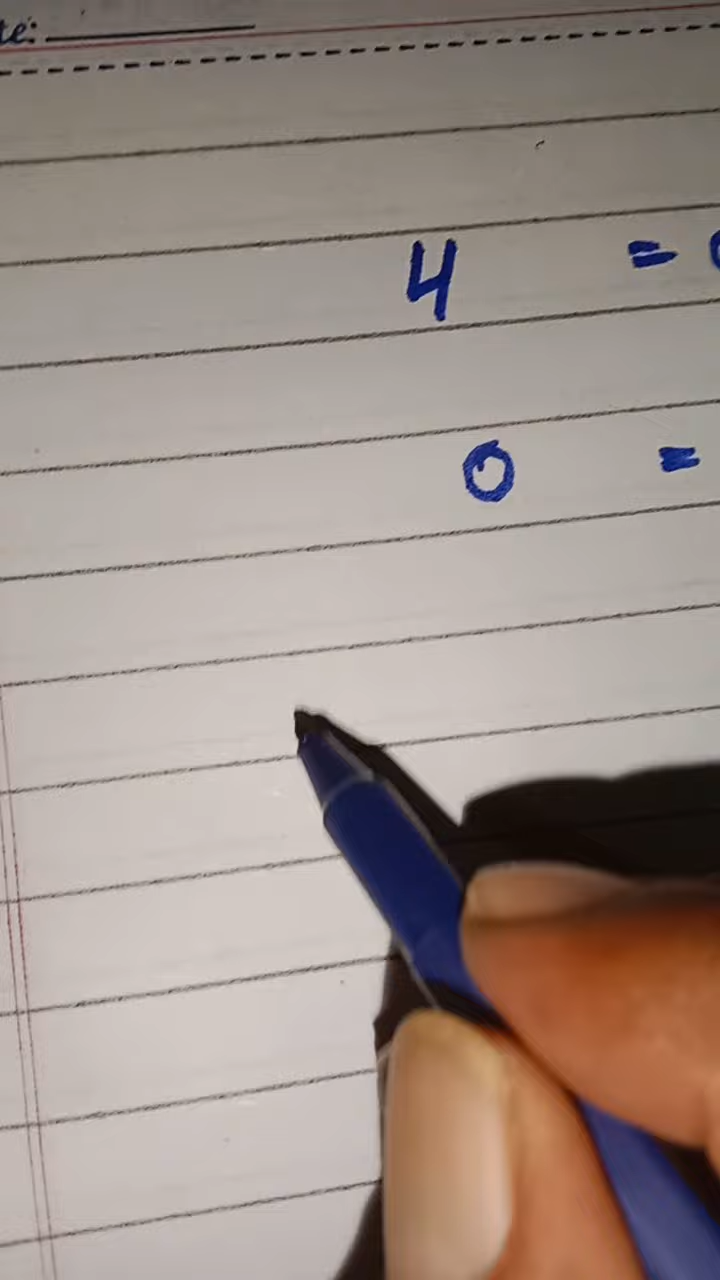 te:
4 =
0 =